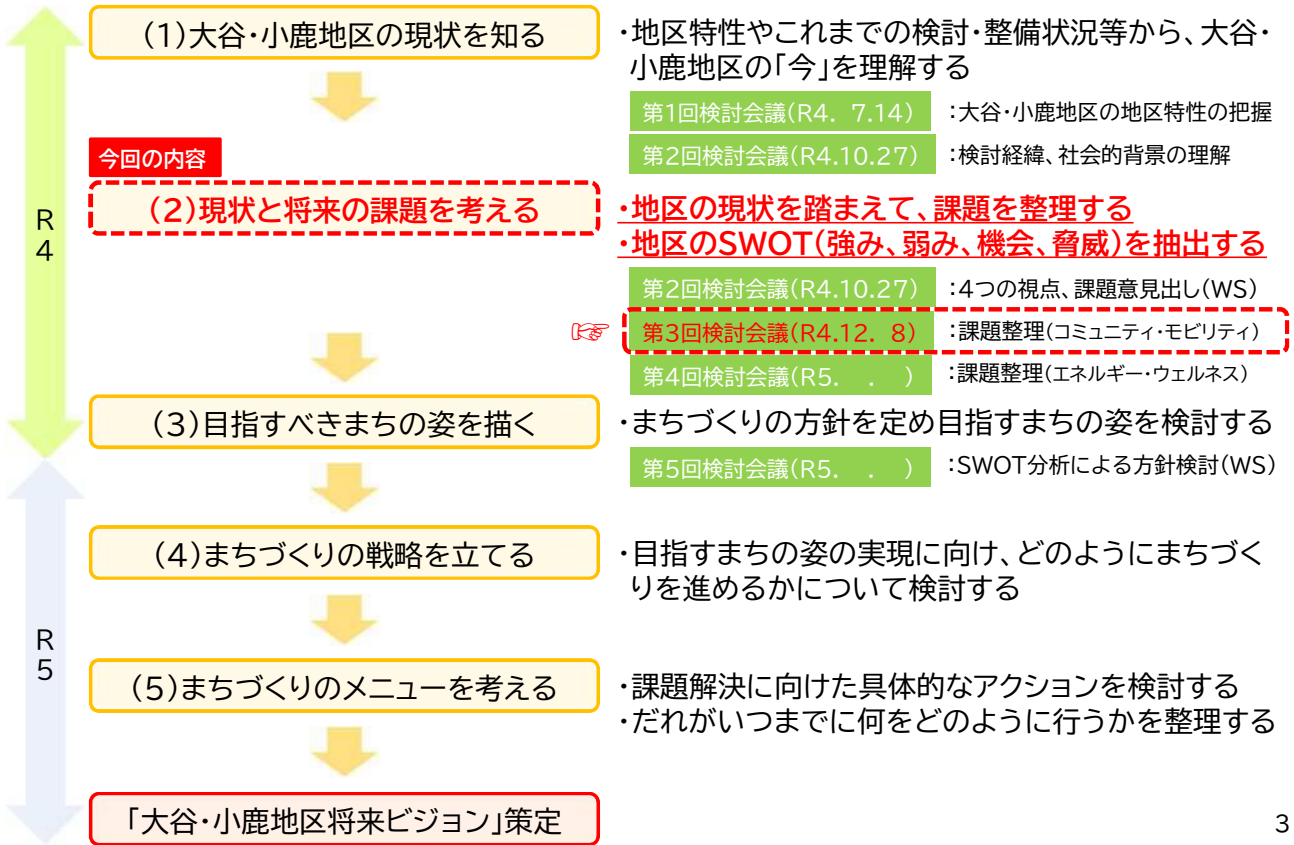 (1)大谷・小鹿地区の現状を知る
・地区特性やこれまでの検討・整備状況等から、大谷・
小鹿地区の「今」を理解する
第1回検討会議(R4. 7.14) :大谷・小鹿地区の地区特性の把握
第2回検討会議(R4.10.27) :検討経緯、社会的背景の理解
今回の内容
R
4
(2)現状と将来の課題を考える
・地区の現状を踏まえて、課題を整理する
・地区のSWOT(強み、弱み、機会、脅威)を抽出する
第2回検討会議(R4.10.27) :4つの視点、課題意見出し(WS)
☞ 第3回検討会議(R4.12. 8) :課題整理(コミュニティ・モビリティ)
第4回検討会議(R5. . ) :課題整理(エネルギー・ウェルネス)
(3)目指すべきまちの姿を描く
・まちづくりの方針を定め目指すまちの姿を検討する
第5回検討会議(R5. . ) :SWOT分析による方針検討(WS)
(4)まちづくりの戦略を立てる
・目指すまちの姿の実現に向け、どのようにまちづく
りを進めるかについて検討する
R
5
(5)まちづくりのメニューを考える
・課題解決に向けた具体的なアクションを検討する
・だれがいつまでに何をどのように行うかを整理する
「大谷・小鹿地区将来ビジョン」策定
3